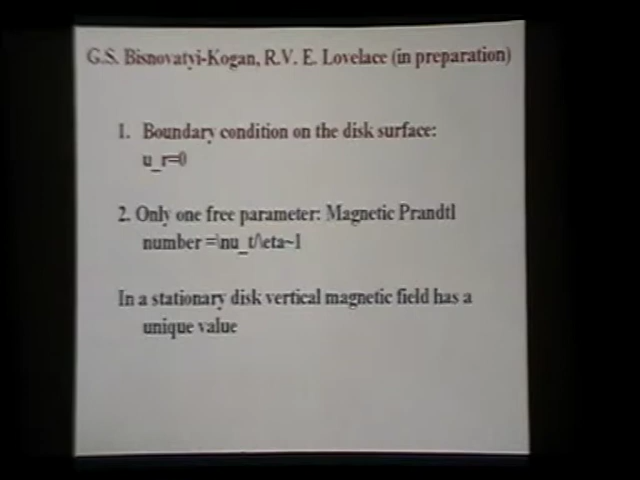 G.S. Bisnovatyi-Kogan, R.V. E. Lovelace (in preparation)
1. Boundary condition on the disk surface:
u_r=0
2. Only one free parameter: Magnetic Prandtl
number =\nu_t/\eta~1
In a stationary disk vertical magnetic field has a
unique value